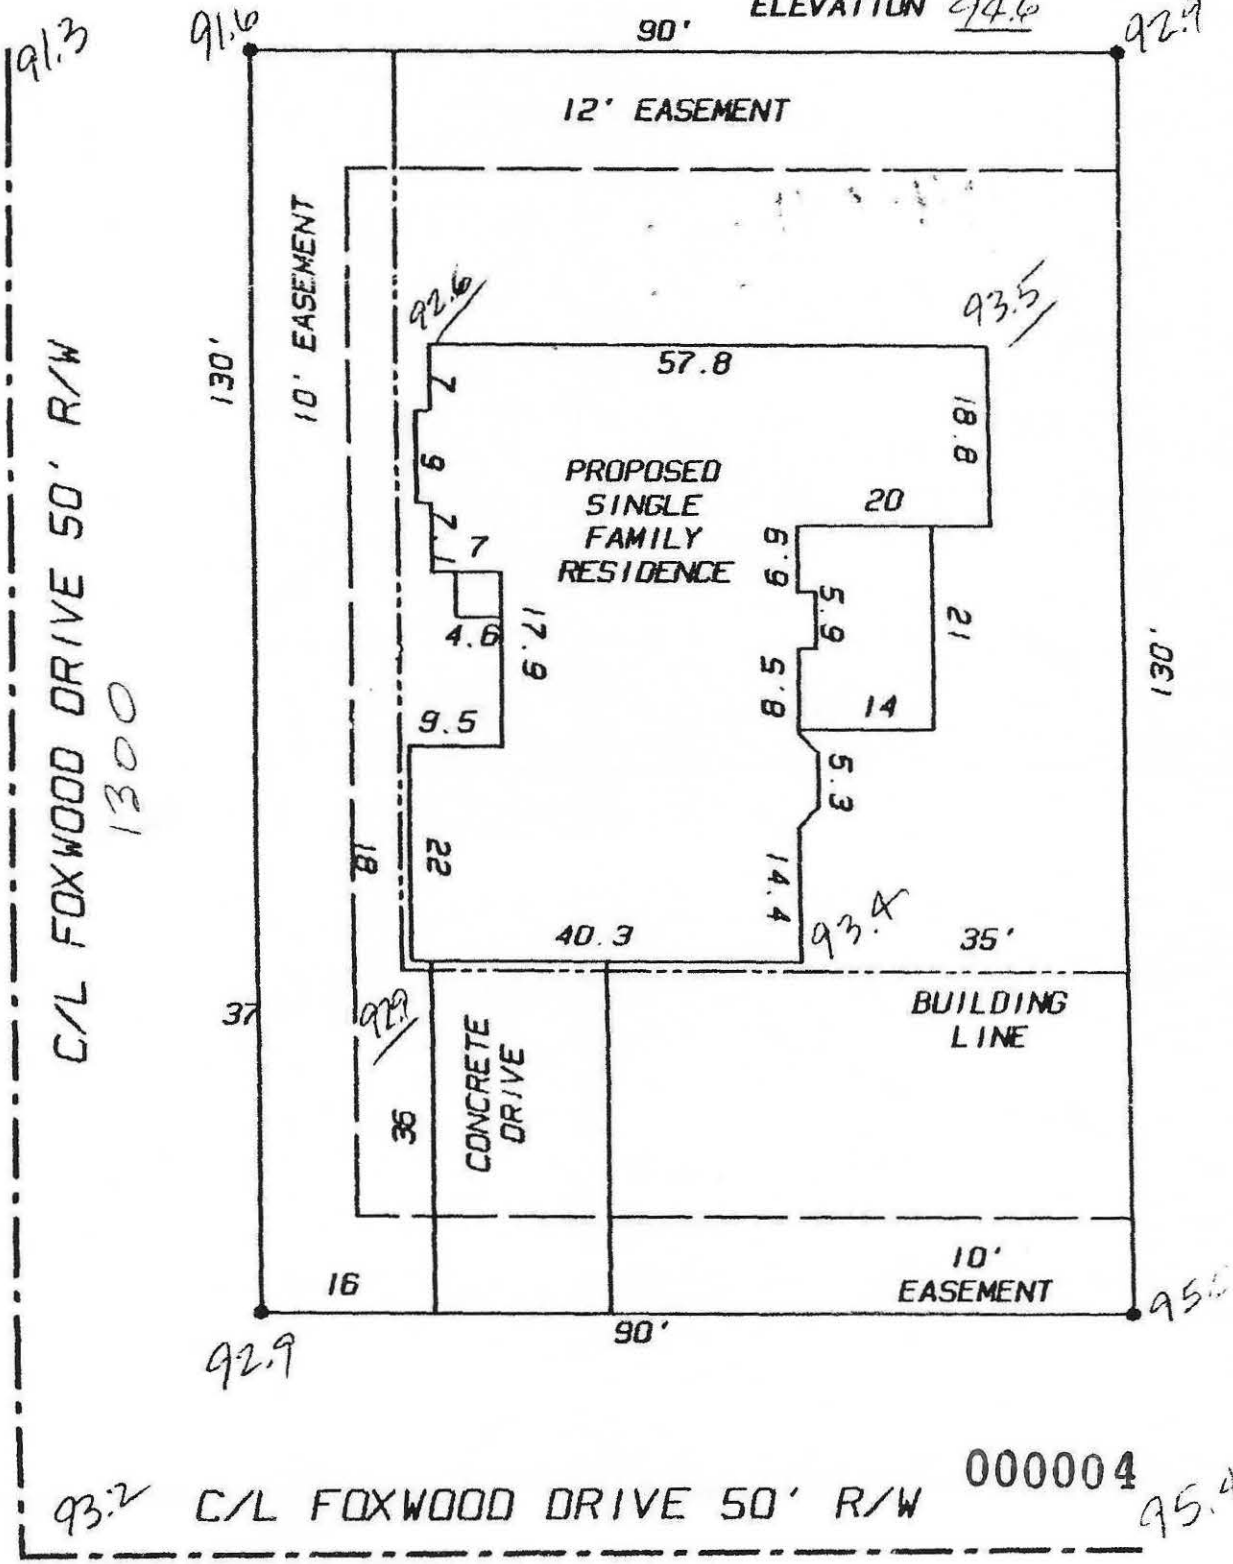 ELEVATION 94.6
91.3
91.6
90'
92.9
12' EASEMENT
10' EASEMENT
130'
C/L FOXWOOD DRIVE 50' R/W
1300
92.6
93.5
57.8
7
9
7.1
7
4.6
17.9
9.5
22
18
PROPOSED
SINGLE
FAMILY
RESIDENCE
18.8
20
6.9
5.9
5.8
21
14
5.3
14.4
130'
40.3
93.4
35'
BUILDING
LINE
37
36
CONCRETE
DRIVE
16
10'
EASEMENT
90'
92.9
000004
93.2
C/L FOXWOOD DRIVE 50' R/W